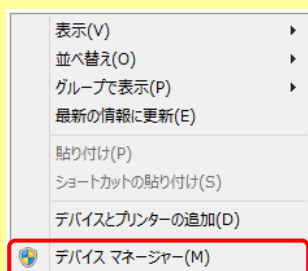 表示(V)
並べ替え(O)
グループで表示(P)
最新の情報に更新(E)
貼り付け(P)
ショートカットの貼り付け(S)
デバイスとプリンターの追加(D)
デバイス マネージャー(M)